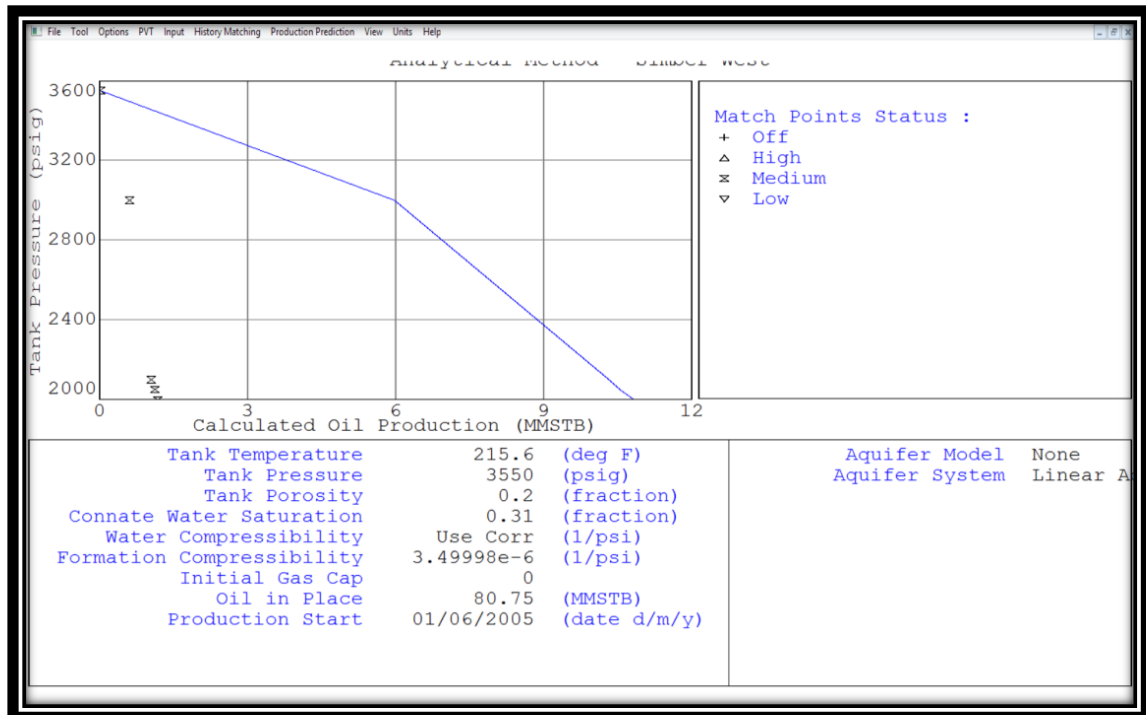 File Tool Options PVT Input History Matching Production Prediction View Units Help
Analytical Method Simber West
3600
3200
2800
2400
2000
Tank Pressure (psig)
0 3 6 9 12
Calculated Oil Production (MMSTB)
Match Points Status :
Off
High
Medium
Low
Tank Temperature 215.6 (deg F)
Tank Pressure 3550 (psig)
Tank Porosity 0.2 (fraction)
Connate Water Saturation 0.31 (fraction)
Water Compressibility Use Corr (1/psi)
Formation Compressibility 3.49998e-6 (1/psi)
Initial Gas Cap 0
Oil in Place 80.75 (MMSTB)
Production Start 01/06/2005 (date d/m/y)
Aquifer Model None
Aquifer System Linear A